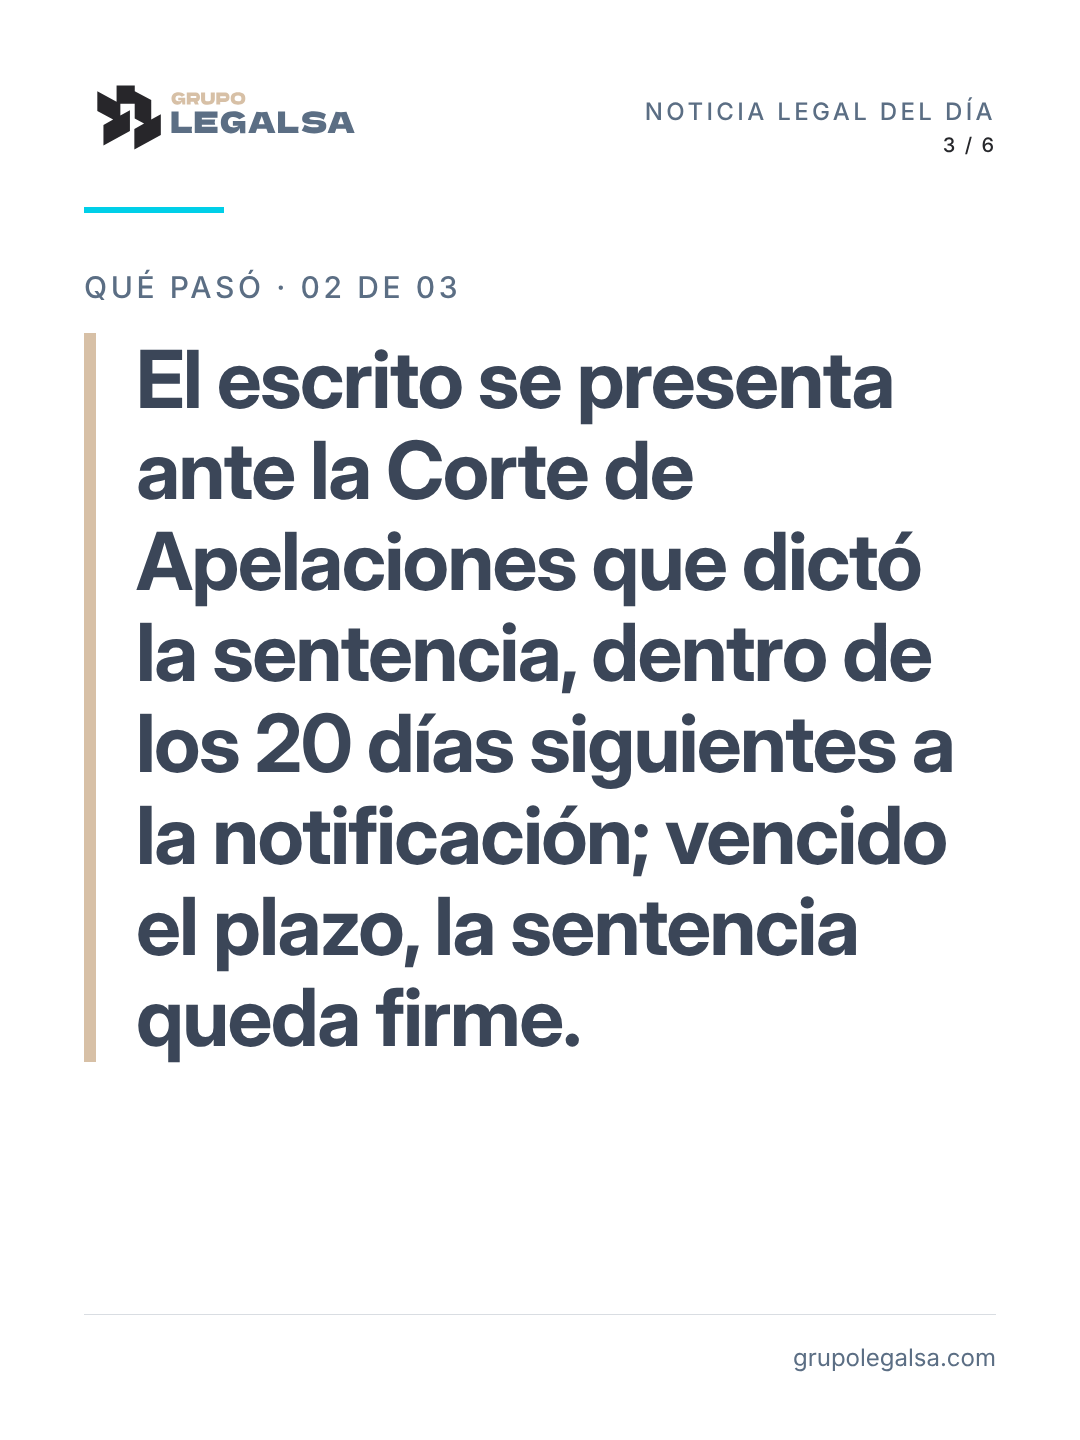 GRUPO
LEGALSA
NOTICIA LEGAL DEL DÍA
3 / 6
QUÉ PASÓ · 02 DE 03
El escrito se presenta
ante la Corte de
Apelaciones que dictó
la sentencia, dentro de
los 20 días siguientes a
la notificación; vencido
el plazo, la sentencia
queda firme.
grupolegalsa.com